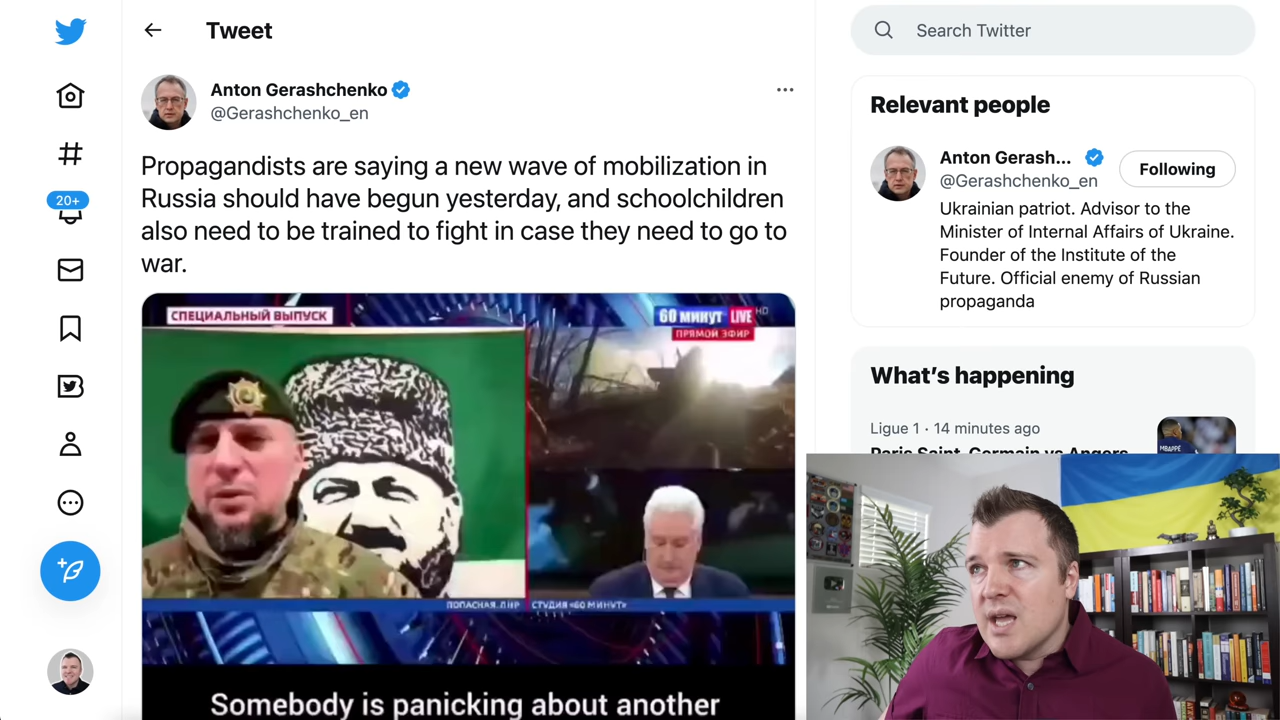 Tweet
Search Twitter
Anton Gerashchenko
@Gerashchenko_en
Propagandists are saying a new wave of mobilization in
Russia should have begun yesterday, and schoolchildren
also need to be trained to fight in case they need to go to
war.
20+
СПЕЦИАЛЬНЫЙ ВЫПУСК
60 МИНУТ LIVE HD
ПРЯМОЙ ЭФИР
ПОПАСНАЯ. ЛНР
СТУДИЯ «60 МИНУТ»
Somebody is panicking about another
Relevant people
Anton Gerash...
@Gerashchenko_en
Following
Ukrainian patriot. Advisor to the
Minister of Internal Affairs of Ukraine.
Founder of the Institute of the
Future. Official enemy of Russian
propaganda
What's happening
Ligue 1 · 14 minutes ago
Paris Saint-Germain vs Angers